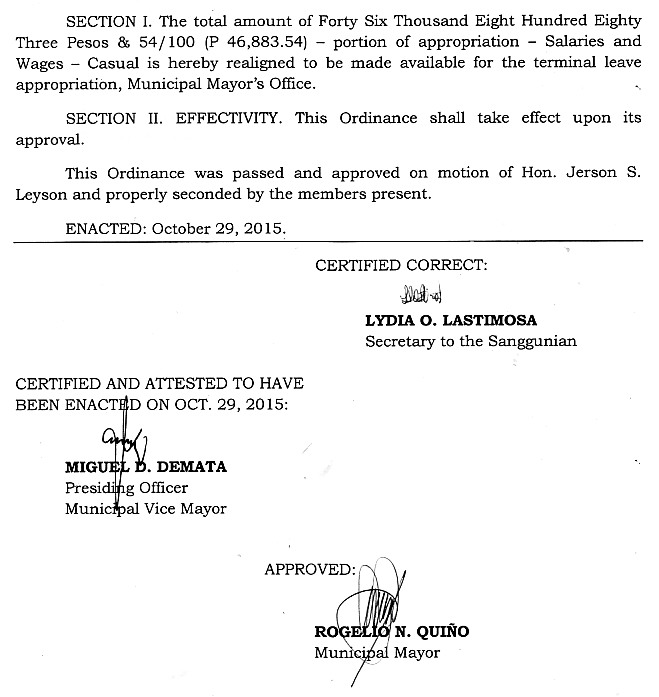 SECTION I. The total amount of Forty Six Thousand Eight Hundred Eighty
Three Pesos & 54/100 (P 46,883.54) – portion of appropriation – Salaries and
Wages – Casual is hereby realigned to be made available for the terminal leave
appropriation, Municipal Mayor's Office.
SECTION II. EFFECTIVITY. This Ordinance shall take effect upon its
approval.
This Ordinance was passed and approved on motion of Hon. Jerson S.
Leyson and properly seconded by the members present.
ENACTED: October 29, 2015.
CERTIFIED CORRECT:
LYDIA O. LASTIMOSA
Secretary to the Sanggunian
CERTIFIED AND ATTESTED TO HAVE
BEEN ENACTED ON OCT. 29, 2015:
MIGUEL D. DEMATA
Presiding Officer
Municipal Vice Mayor
APPROVED:
ROGELIO N. QUIÑO
Municipal Mayor